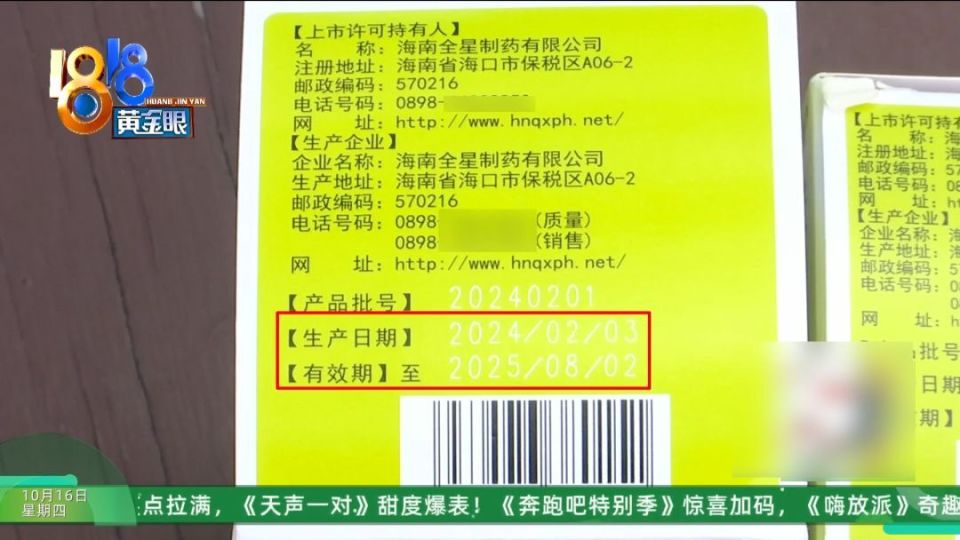 1818
HUANG JIN YAN
黄金眼
【上市许可持有人】
名 称：海南全星制药有限公司
注册地址：海南省海口市保税区A06-2
邮政编码：570216
电话号码：0898-
网 址：http://www.hnqxph.net/
【生产企业】
企业名称：海南全星制药有限公司
生产地址：海南省海口市保税区A06-2
邮政编码：570216
电话号码：0898- (质量)
0898- (销售)
网 址：http://www.hnqxph.net/
【产品批号】 20240201
【生产日期】 2024/02/03
【有效期】至 2025/08/02
【上市许可持有
名 称：海
注册地址：海
邮政编码：57
电话号码：0
网 址：h
【生产企业】
企业名称：海
生产地址：海
邮政编码：57
电话号码：0
0
网 址：h
品批号
日期
期】
10月16日
星期四
点拉满，《天声一对》甜度爆表！《奔跑吧特别季》惊喜加码，《嗨放派》奇趣